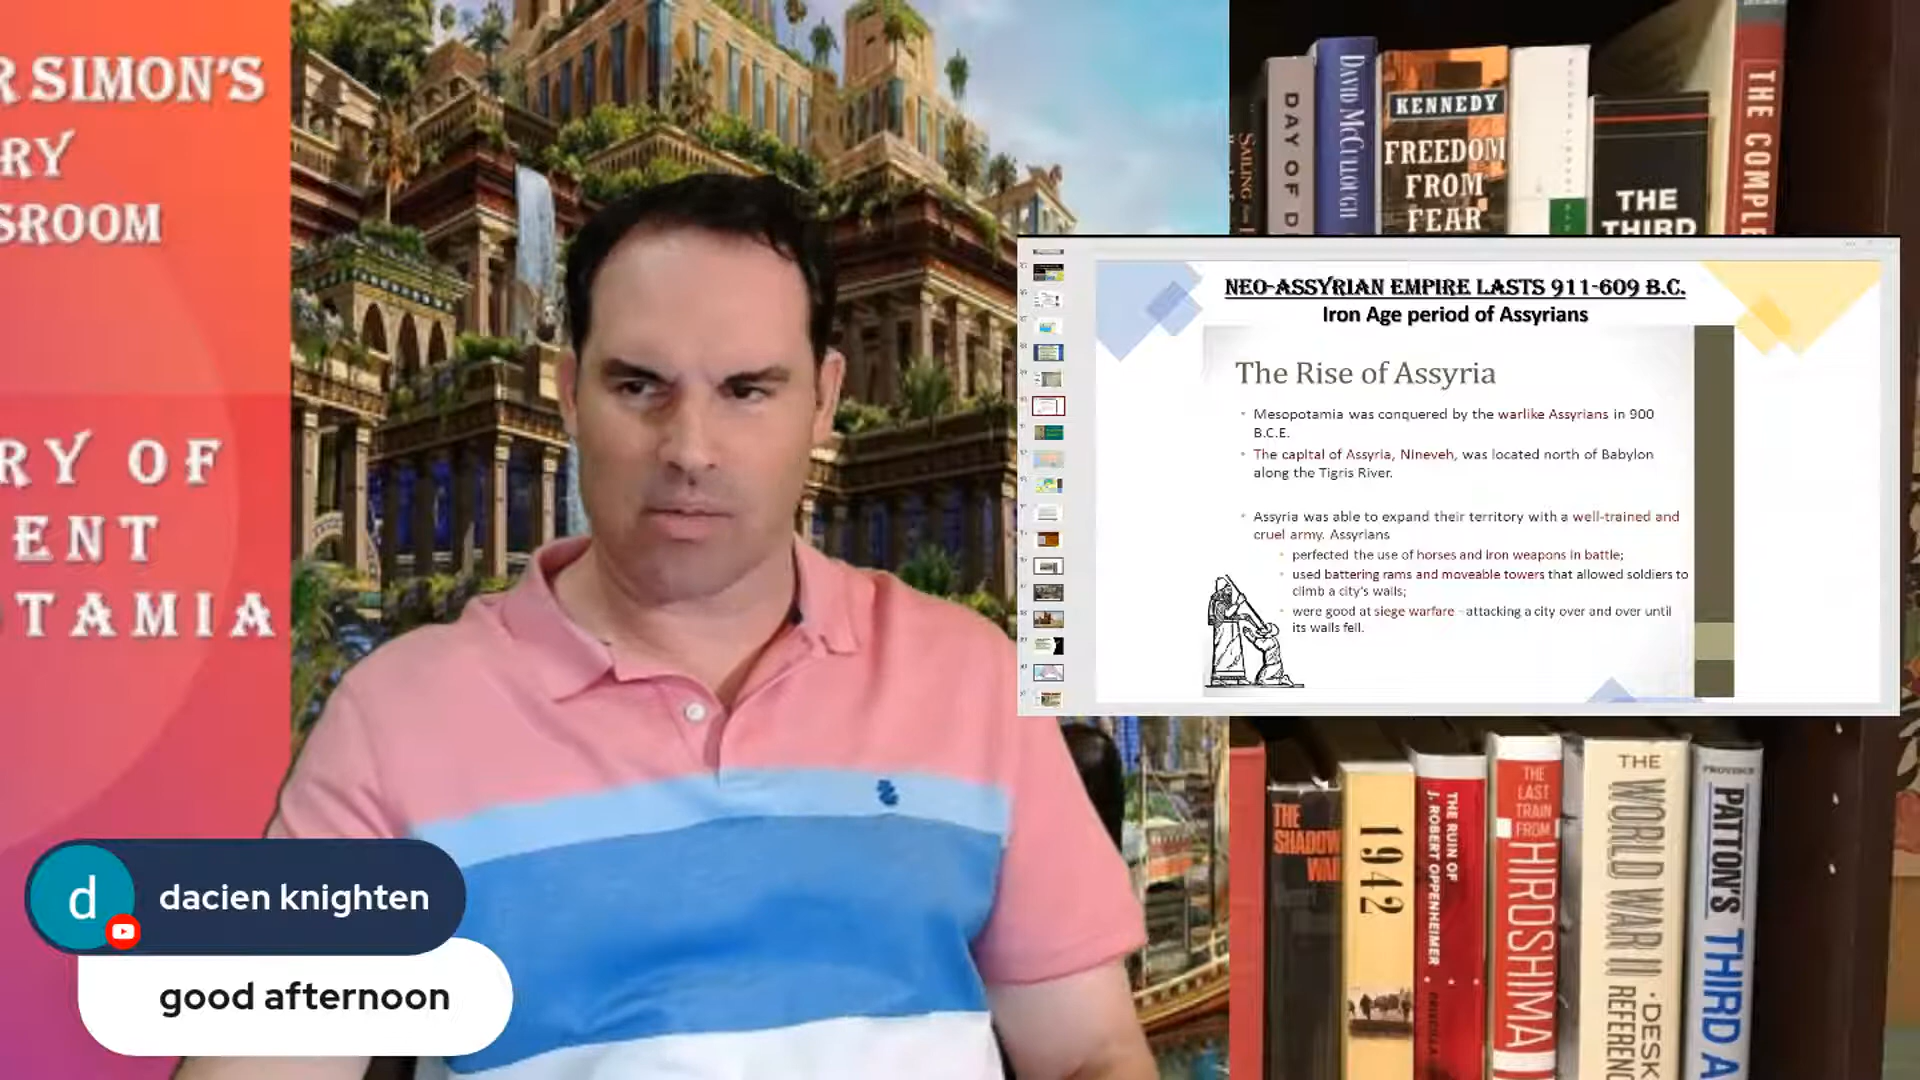 R SIMON'S
RY
SROOM
RY OF
ENT
TAMIA
dacien knighten
good afternoon
SAILING
DAY OF D
DAVID McCULLOUGH
KENNEDY
FREEDOM
FROM
FEAR
THE
THIRD
THE COMPLE
NEO-ASSYRIAN EMPIRE LASTS 911-609 B.C.
Iron Age period of Assyrians
The Rise of Assyria
• Mesopotamia was conquered by the warlike Assyrians in 900
B.C.E.
• The capital of Assyria, Nineveh, was located north of Babylon
along the Tigris River.
• Assyria was able to expand their territory with a well-trained and
cruel army. Assyrians
• perfected the use of horses and iron weapons in battle;
• used battering rams and moveable towers that allowed soldiers to
climb a city's walls;
• were good at siege warfare - attacking a city over and over until
its walls fell.
THE
SHADOW
WAR
1942
THE RUIN OF
J. ROBERT OPPENHEIMER
PRISCILLA
THE
LAST
TRAIN
FROM
HIROSHIMA
THE
WORLD WAR II
• DESK
REFERENC
PROVINCE
PATTON'S
THIRD A